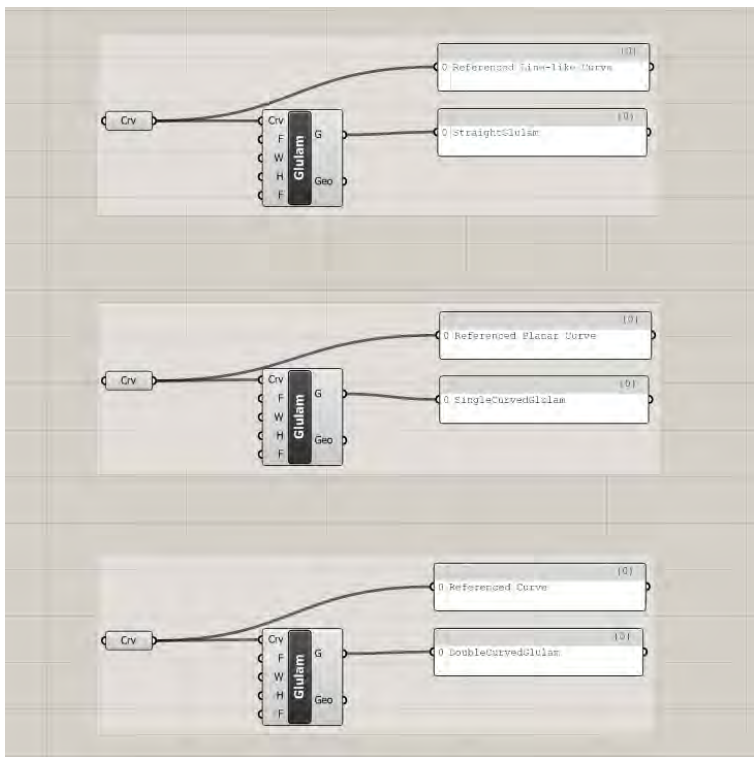 {0}
0 Referenced Line-like Curve
Crv
Crv
F
W
H
F
Glulam
G
Geo
{0}
0 StraightGlulam
{0}
0 Referenced Planar Curve
Crv
Crv
F
W
H
F
Glulam
G
Geo
{0}
0 SingleCurvedGlulam
{0}
0 Referenced Curve
Crv
Crv
F
W
H
F
Glulam
G
Geo
{0}
0 DoubleCurvedGlulam